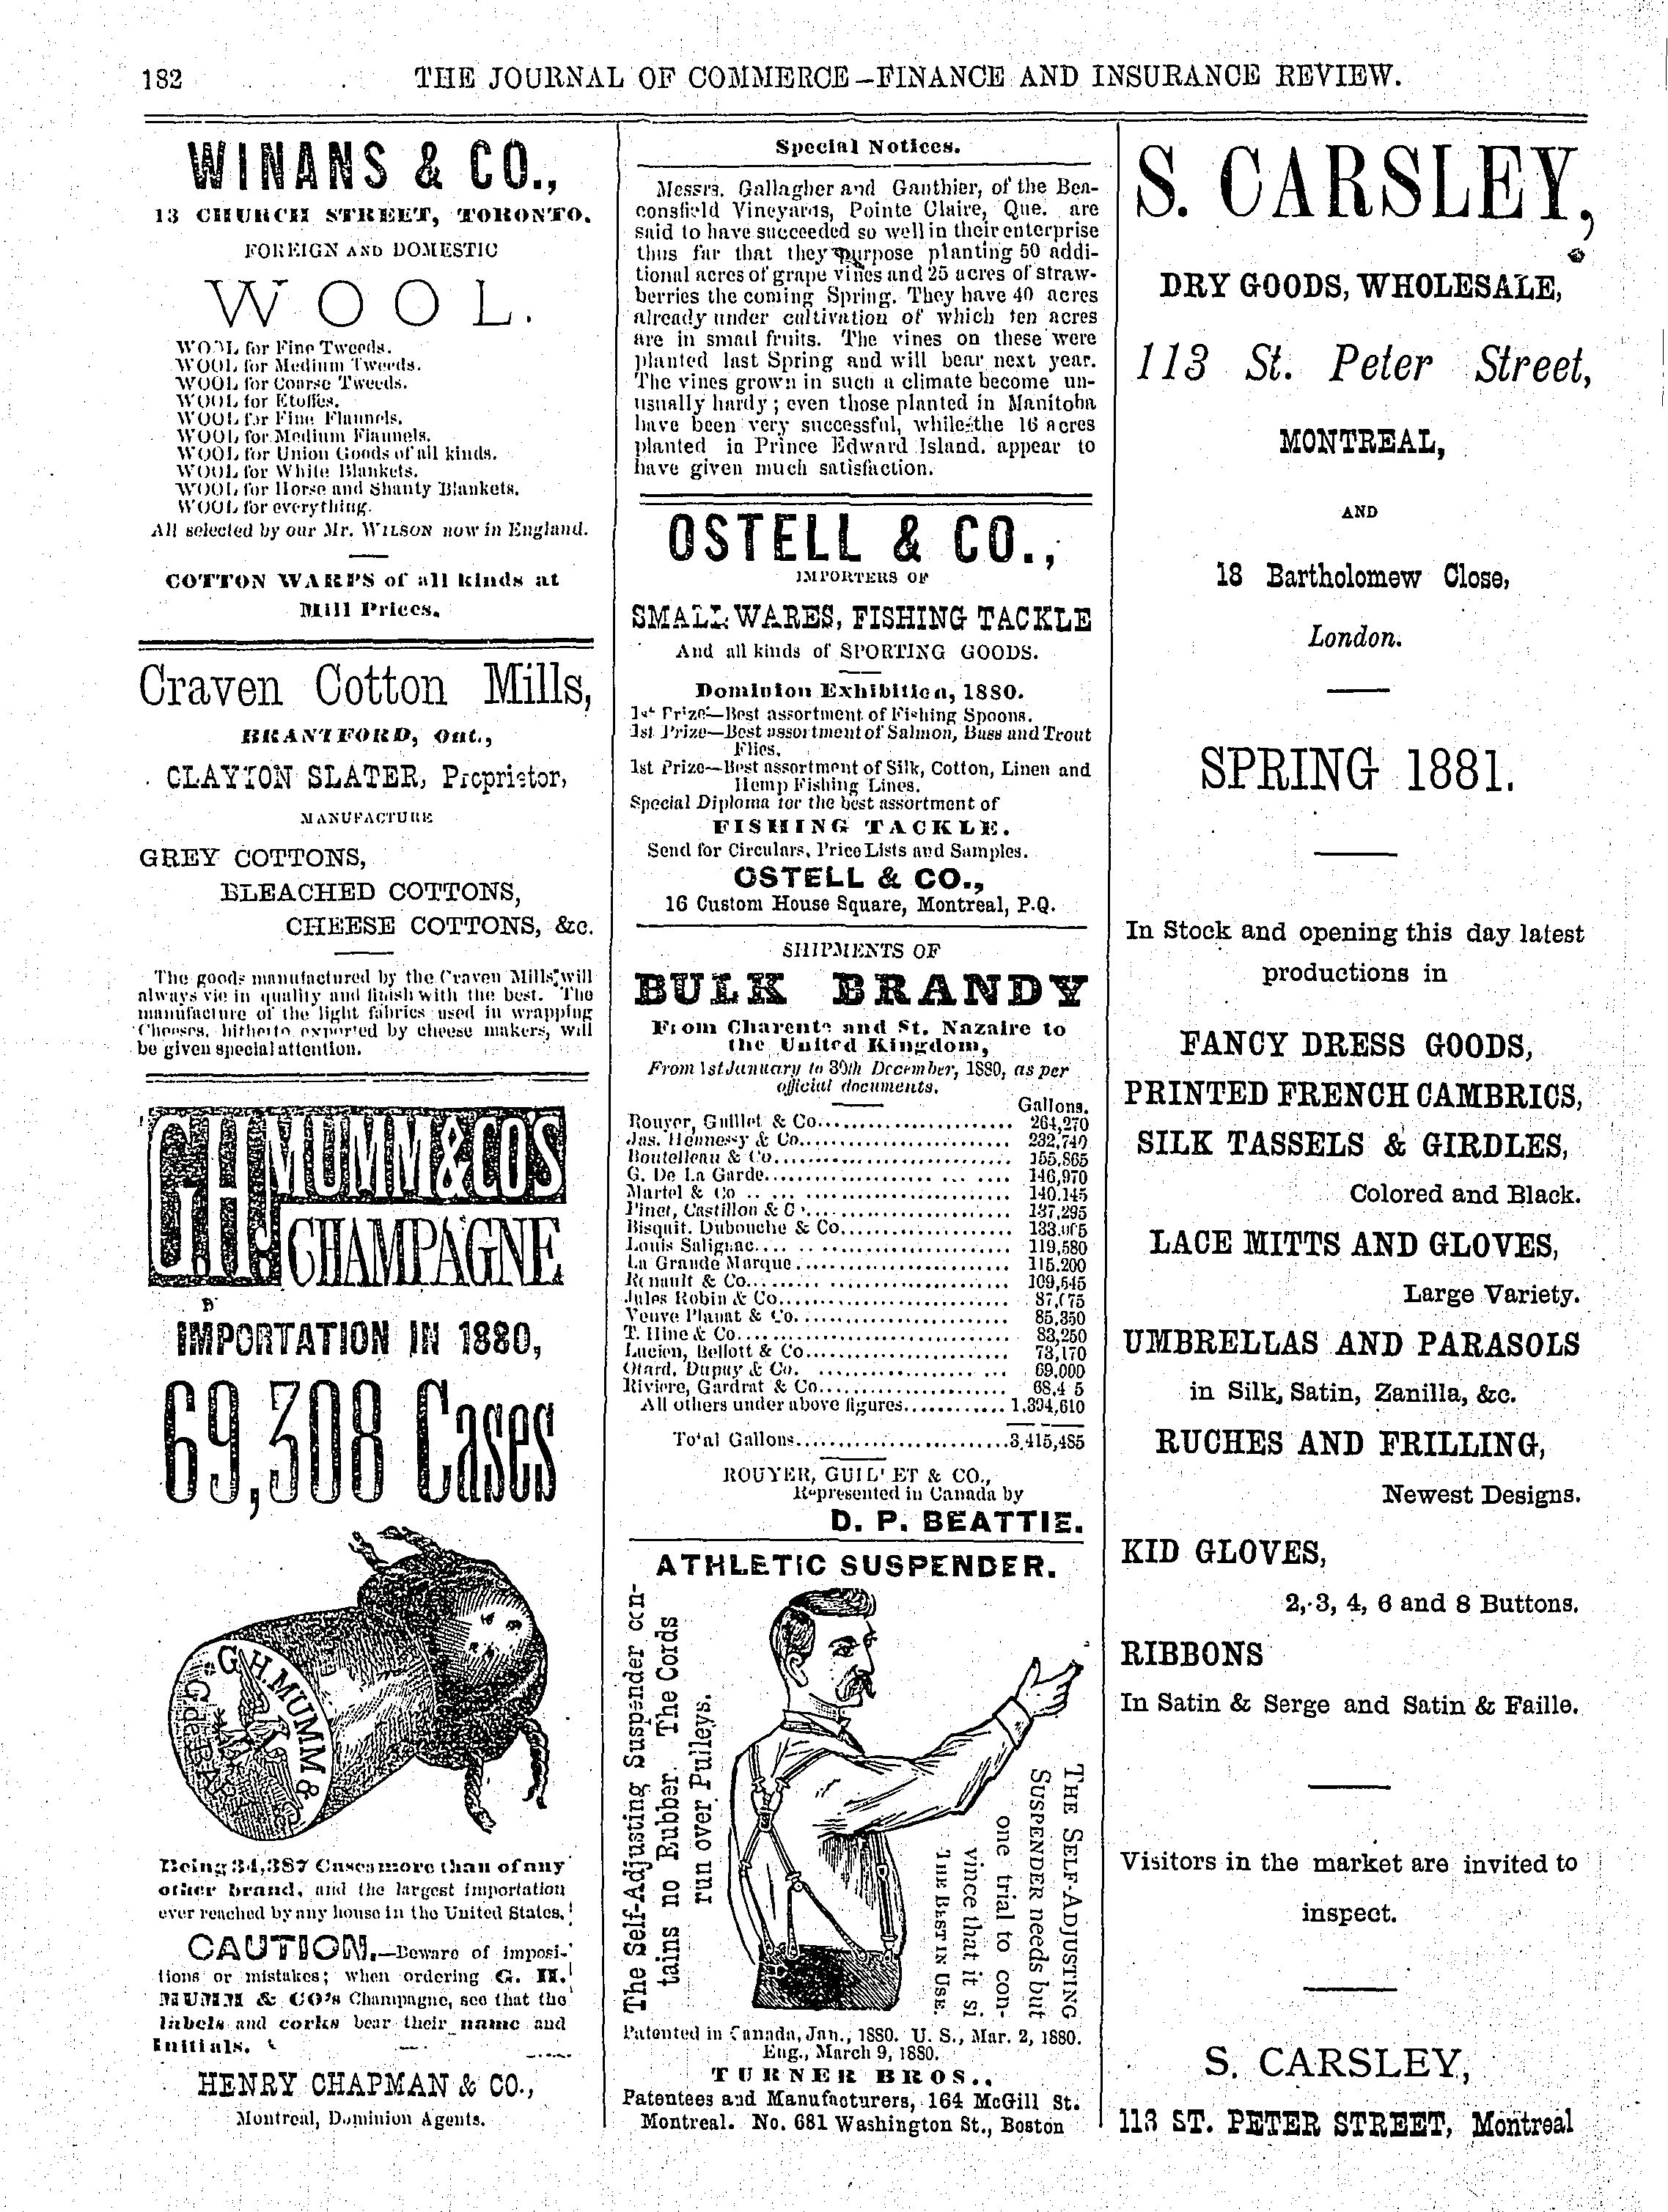 182
THE JOURNAL OF COMMERCE—FINANCE AND INSURANCE REVIEW.
WINANS & CO.,
13 CHURCH STREET, TORONTO.
FOREIGN AND DOMESTIC
WOOL.
WOOL for Fine Tweeds.
WOOL for Medium Tweeds.
WOOL for Coarse Tweeds.
WOOL for Etoffes.
WOOL for Fine Flannels.
WOOL for Medium Flannels.
WOOL for Union Goods of all kinds.
WOOL for White Blankets.
WOOL for Horse and Shanty Blankets.
WOOL for everything.
All selected by our Mr. WILSON now in England.
COTTON WARPS of all kinds at
Mill Prices.
Craven Cotton Mills,
BRANTFORD, Ont.,
CLAYTON SLATER, Proprietor,
MANUFACTURE
GREY COTTONS,
BLEACHED COTTONS,
CHEESE COTTONS, &c.
The goods manufactured by the Craven Mills will
always vie in quality and finish with the best. The
manufacture of the light fabrics used in wrapping
Cheeses, hitherto exported by cheese makers, will
be given special attention.
G.H. MUMM & CO'S
CHAMPAGNE
IMPORTATION IN 1880,
69,308 Cases
G. H. MUMM & Co
Being 34,387 Cases more than of any
other brand, and the largest importation
ever reached by any house in the United States.
CAUTION.—Beware of imposi-
tions or mistakes; when ordering G. H.
MUMM & CO's Champagne, see that the
labels and corks bear their name and
Initials.
HENRY CHAPMAN & CO.,
Montreal, Dominion Agents.
Special Notices.
Messrs. Gallagher and Gauthier, of the Bea-
consfield Vineyards, Pointe Claire, Que. are
said to have succeeded so well in their enterprise
thus far that they purpose planting 50 addi-
tional acres of grape vines and 25 acres of straw-
berries the coming Spring. They have 40 acres
already under cultivation of which ten acres
are in small fruits. The vines on these were
planted last Spring and will bear next year.
The vines grown in such a climate become un-
usually hardy; even those planted in Manitoba
have been very successful, while the 16 acres
planted in Prince Edward Island. appear to
have given much satisfaction.
OSTELL & CO.,
IMPORTERS OF
SMALL WARES, FISHING TACKLE
And all kinds of SPORTING GOODS.
Dominion Exhibition, 1880.
1st Prize—Best assortment of Fishing Spoons.
1st Prize—Best assortment of Salmon, Bass and Trout
Flies.
1st Prize—Best assortment of Silk, Cotton, Linen and
Hemp Fishing Lines.
Special Diploma for the best assortment of
FISHING TACKLE.
Send for Circulars, Price Lists and Samples.
OSTELL & CO.,
16 Custom House Square, Montreal, P.Q.
SHIPMENTS OF
BULK BRANDY
From Charente and St. Nazaire to
the United Kingdom,
From 1st January to 30th December, 1880, as per
official documents.
Gallons.
Rouyer, Guillet & Co. 264,270
Jas. Hennessy & Co. 232,740
Boutelleau & Co. 155,865
G. De La Garde. 146,970
Martel & Co 140,145
Pinet, Castillon & Co. 137,295
Bisquit, Dubouche & Co.
Louis Salignac. 119,580
La Grande Marque. 115,200
Renault & Co. 109,545
Jules Robin & Co. 87,075
Veuve Planat & Co. 85,350
T. Hine & Co. 83,250
Lucien, Bellott & Co. 73,170
Otard, Dupuy & Co. 69,000
Riviere, Gardrat & Co.
All others under above figures. 1,394,610
Total Gallons. 3,415,485
ROUYER, GUILLET & CO.,
Represented in Canada by
D. P. BEATTIE.
ATHLETIC SUSPENDER.
The Self-Adjusting Suspender con-
tains no Rubber. The Cords
run over Pulleys.
THE SELF-ADJUSTING
SUSPENDER needs but
one trial to con-
vince that it si
THE BEST IN USE.
Patented in Canada, Jan., 1880. U. S., Mar. 2, 1880.
Eng., March 9, 1880.
TURNER BROS.,
Patentees and Manufacturers, 164 McGill St.
Montreal. No. 681 Washington St., Boston
S. CARSLEY,
DRY GOODS, WHOLESALE,
113 St. Peter Street,
MONTREAL,
AND
18 Bartholomew Close,
London.
SPRING 1881.
In Stock and opening this day latest
productions in
FANCY DRESS GOODS,
PRINTED FRENCH CAMBRICS,
SILK TASSELS & GIRDLES,
Colored and Black.
LACE MITTS AND GLOVES,
Large Variety.
UMBRELLAS AND PARASOLS
in Silk, Satin, Zanilla, &c.
RUCHES AND FRILLING,
Newest Designs.
KID GLOVES,
2, 3, 4, 6 and 8 Buttons.
RIBBONS
In Satin & Serge and Satin & Faille.
Visitors in the market are invited to
inspect.
S. CARSLEY,
113 ST. PETER STREET, Montreal